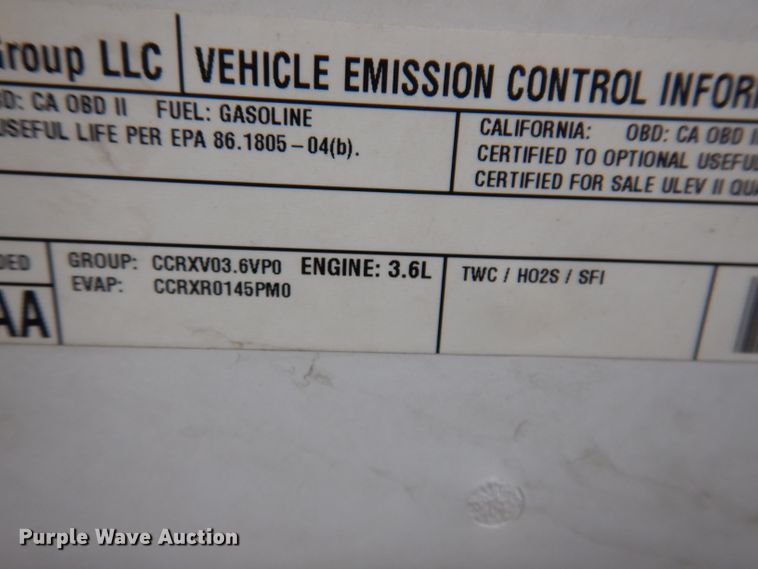 Group LLC
VEHICLE EMISSION CONTROL
CA OBD II FUEL: GASOLINE
USEFUL LIFE PER EPA 86.1805-04(b).
CALIFORNIA: OBD: CA OBD
CERTIFIED TO OPTIONAL
CERTIFIED FOR SALE ULEV II
GROUP: CCRXV03.6VP0 ENGINE: 3.6L
EVAP: CCRXR0145PM0
TWC / HO2S / SFI
AA
Purple Wave Auction